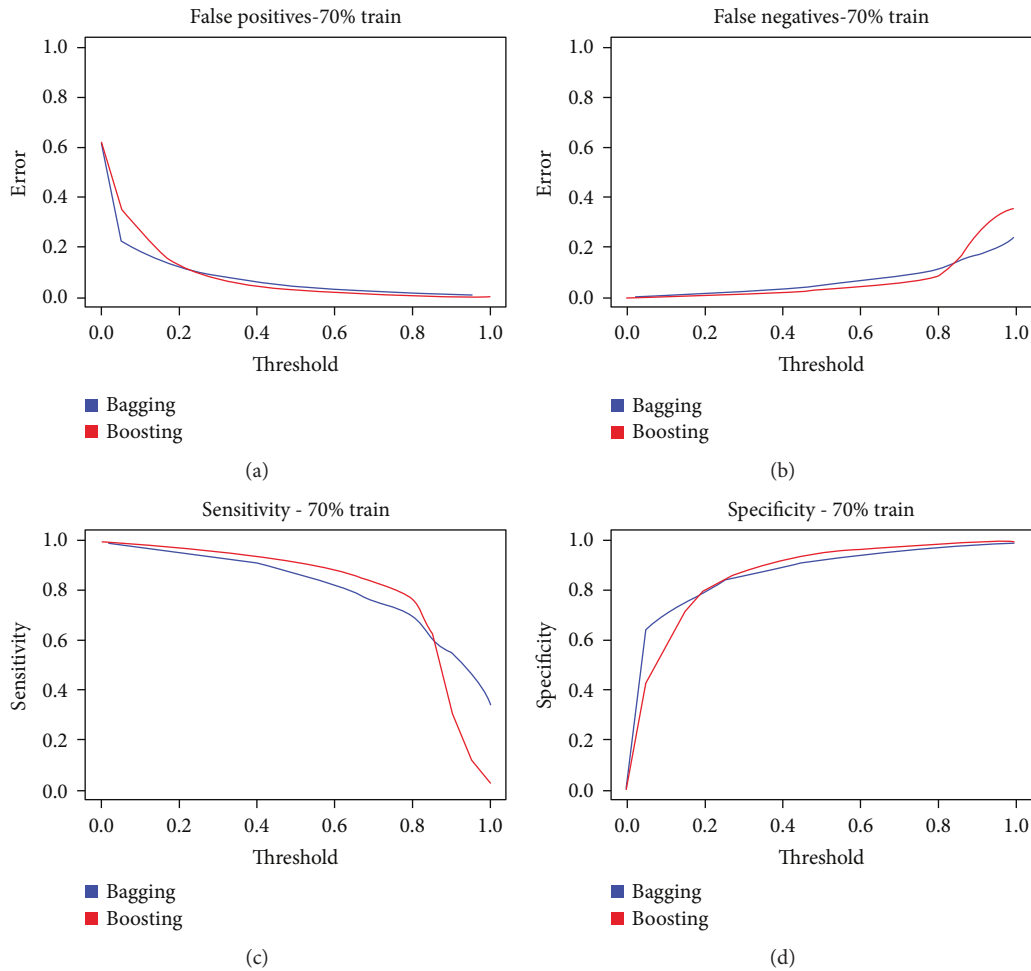 False positives-70% train
Error
1.0
0.8
0.6
0.4
0.2
0.0
0.0 0.2 0.4 0.6 0.8 1.0
Threshold
Bagging
Boosting
(a)
False negatives-70% train
Error
1.0
0.8
0.6
0.4
0.2
0.0
0.0 0.2 0.4 0.6 0.8 1.0
Threshold
Bagging
Boosting
(b)
Sensitivity - 70% train
Sensitivity
1.0
0.8
0.6
0.4
0.2
0.0
0.0 0.2 0.4 0.6 0.8 1.0
Threshold
Bagging
Boosting
(c)
Specificity - 70% train
Specificity
1.0
0.8
0.6
0.4
0.2
0.0
0.0 0.2 0.4 0.6 0.8 1.0
Threshold
Bagging
Boosting
(d)